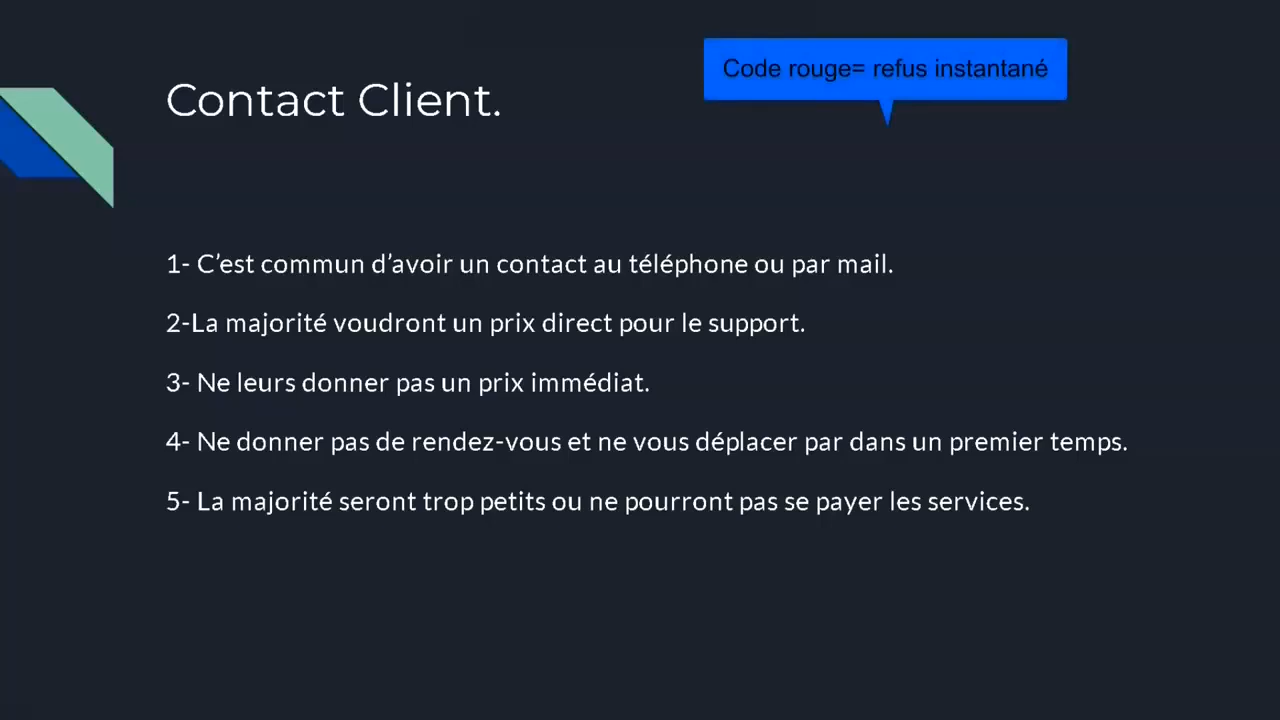 Code rouge= refus instantané
Contact Client.
1- C’est commun d’avoir un contact au téléphone ou par mail.
2-La majorité voudront un prix direct pour le support.
3- Ne leurs donner pas un prix immédiat.
4- Ne donner pas de rendez-vous et ne vous déplacer par dans un premier temps.
5- La majorité seront trop petits ou ne pourront pas se payer les services.